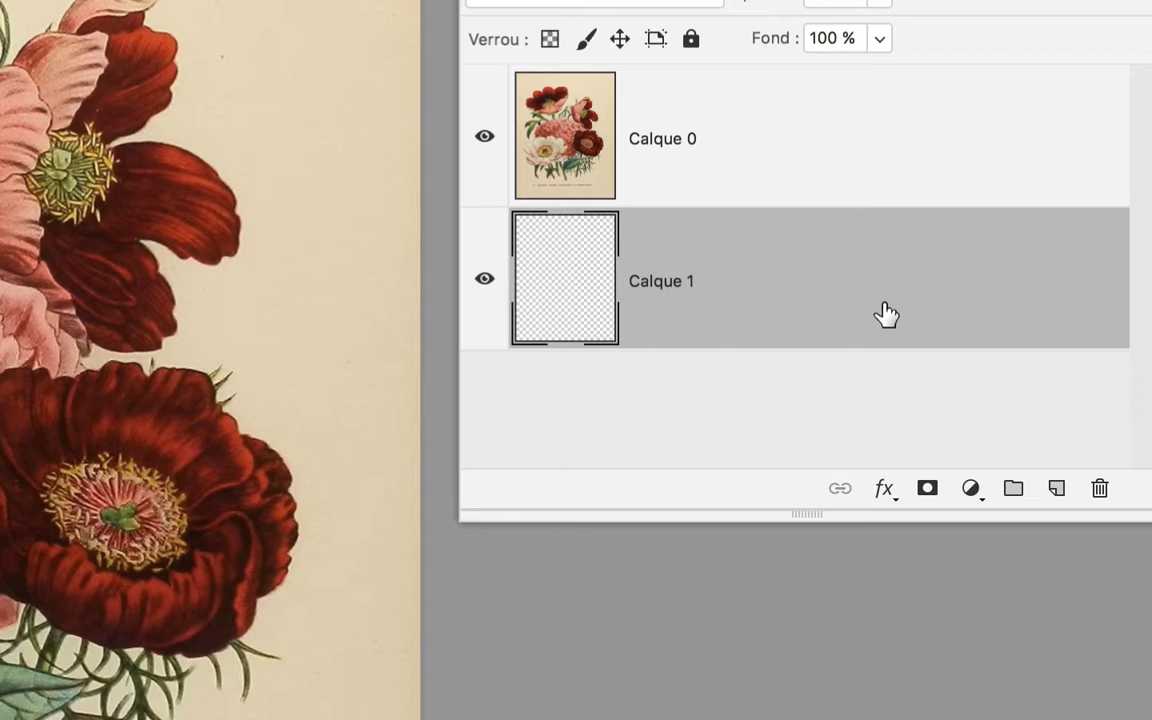 Verrou :
Fond : 100 %
Calque 0
Calque 1
fx